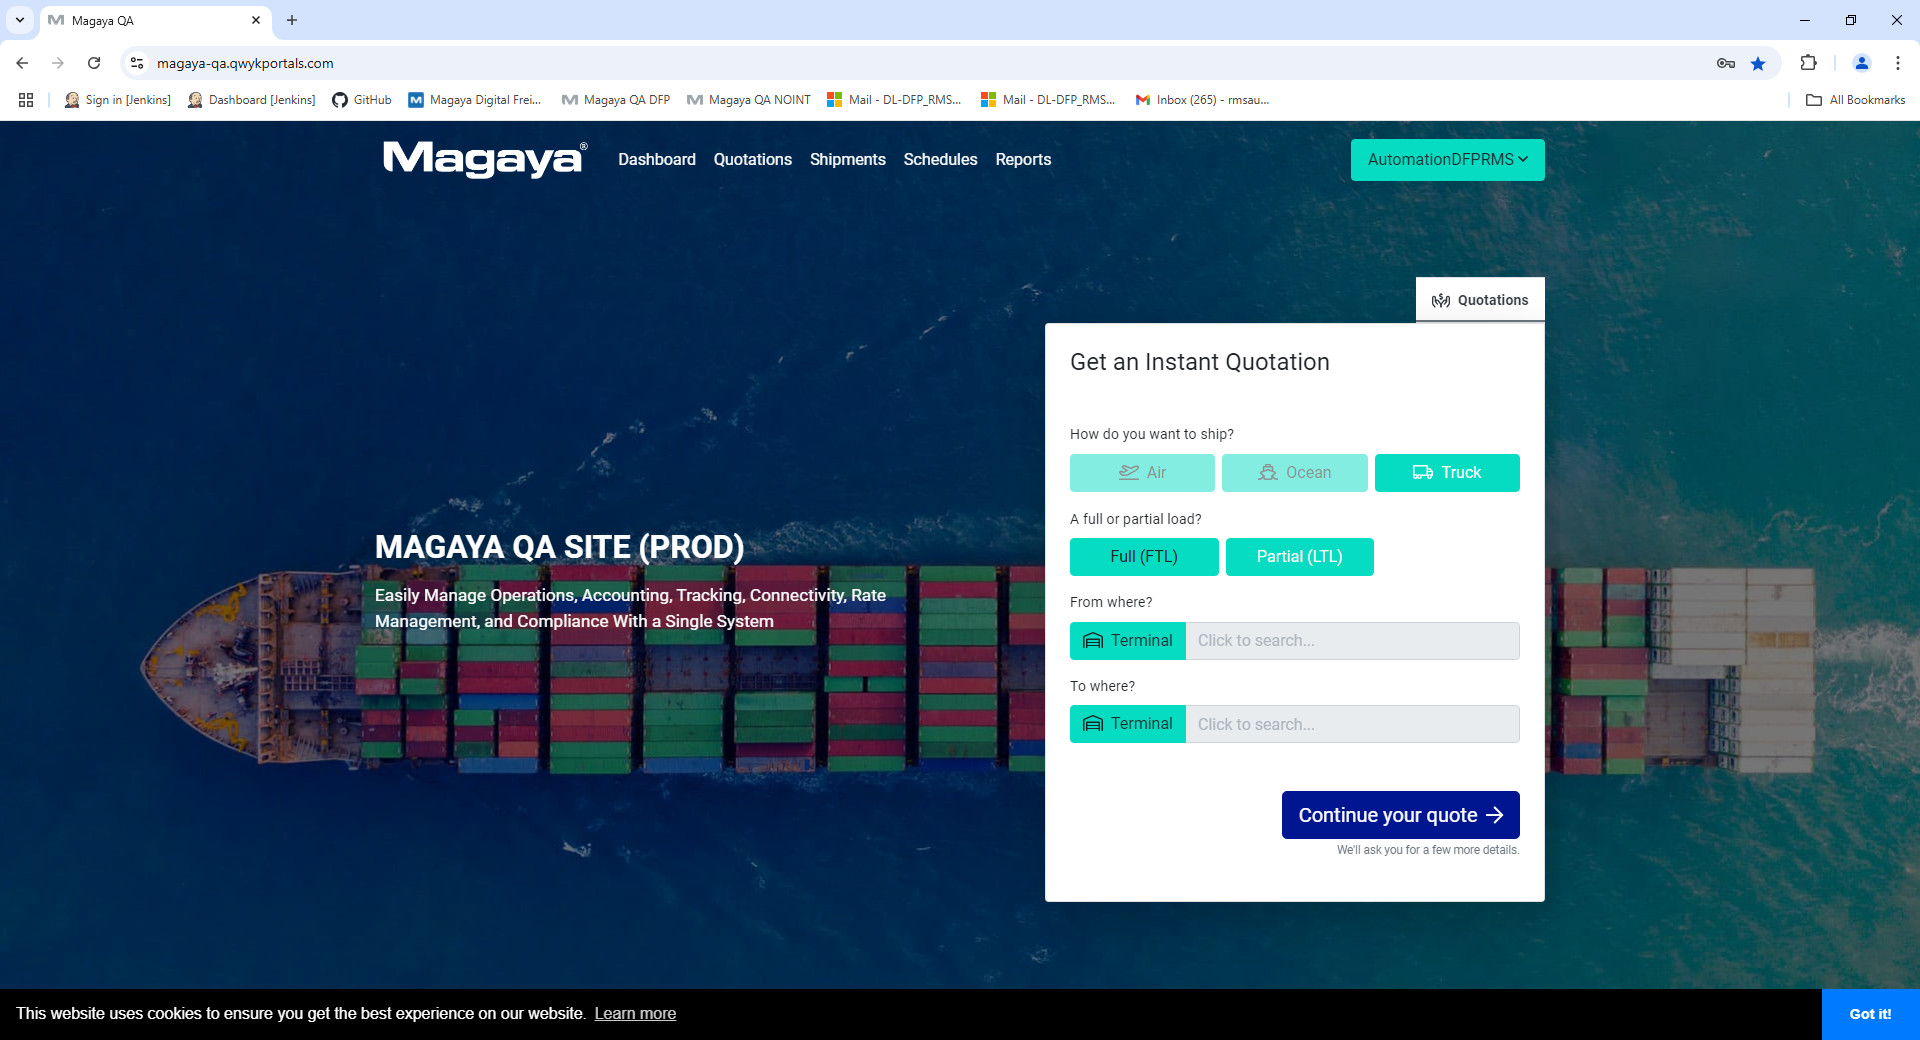 Magaya QA
magaya-qa.qwykportals.com
Sign in [Jenkins]
Dashboard [Jenkins]
GitHub
Magaya Digital Frei...
Magaya QA DFP
Magaya QA NOINT
Mail - DL-DFP_RMS...
Mail - DL-DFP_RMS...
Inbox (265) - rmsau...
All Bookmarks
Magaya®
Dashboard
Quotations
Shipments
Schedules
Reports
AutomationDFPRMS
Quotations
Get an Instant Quotation
How do you want to ship?
Air
Ocean
Truck
A full or partial load?
Full (FTL)
Partial (LTL)
From where?
Terminal
Click to search...
To where?
Terminal
Click to search...
Continue your quote
We'll ask you for a few more details.
MAGAYA QA SITE (PROD)
Easily Manage Operations, Accounting, Tracking, Connectivity, Rate
Management, and Compliance With a Single System
This website uses cookies to ensure you get the best experience on our website. Learn more
Got it!